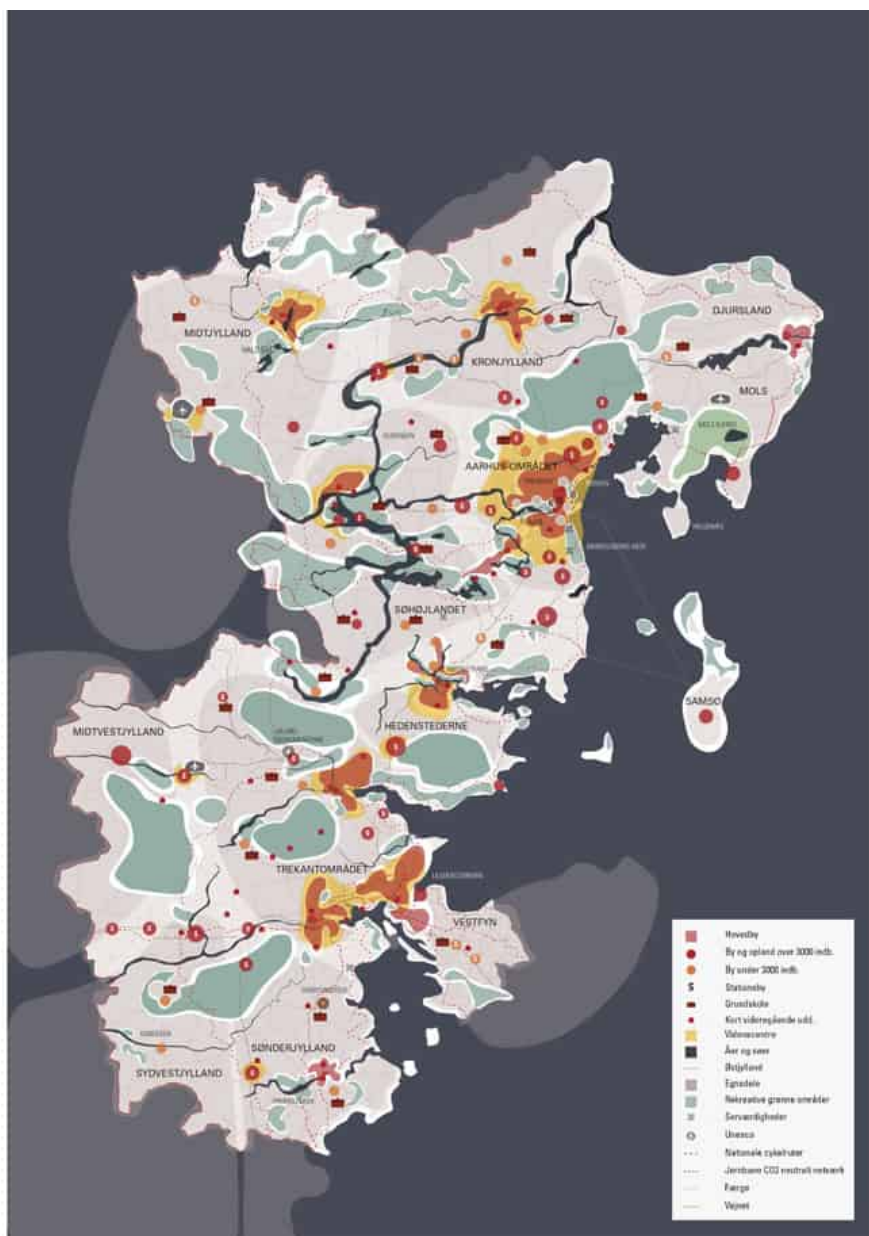 MIDTJYLLAND
KRONJYLLAND
DJURSLAND
MOLS
AARHUS-OMRÅDET
SØHØJLANDET
SAMSØ
MIDTVESTJYLLAND
HEDENSTEDERNE
TREKANTOMRÅDET
VESTFYN
SØNDERJYLLAND
SYDVESTJYLLAND
Hovedby
By og opland over 3000 indb.
By under 3000 indb.
S
Stationsby
Grundskole
Kort videregående udd.
Videnscentre
Åer og søer
Østjylland
Egnsdele
Rekreative grønne områder
Seværdigheder
Unesco
Nationale cykelruter
Jernbane CO2 neutralt netværk
Færge
Vejnet